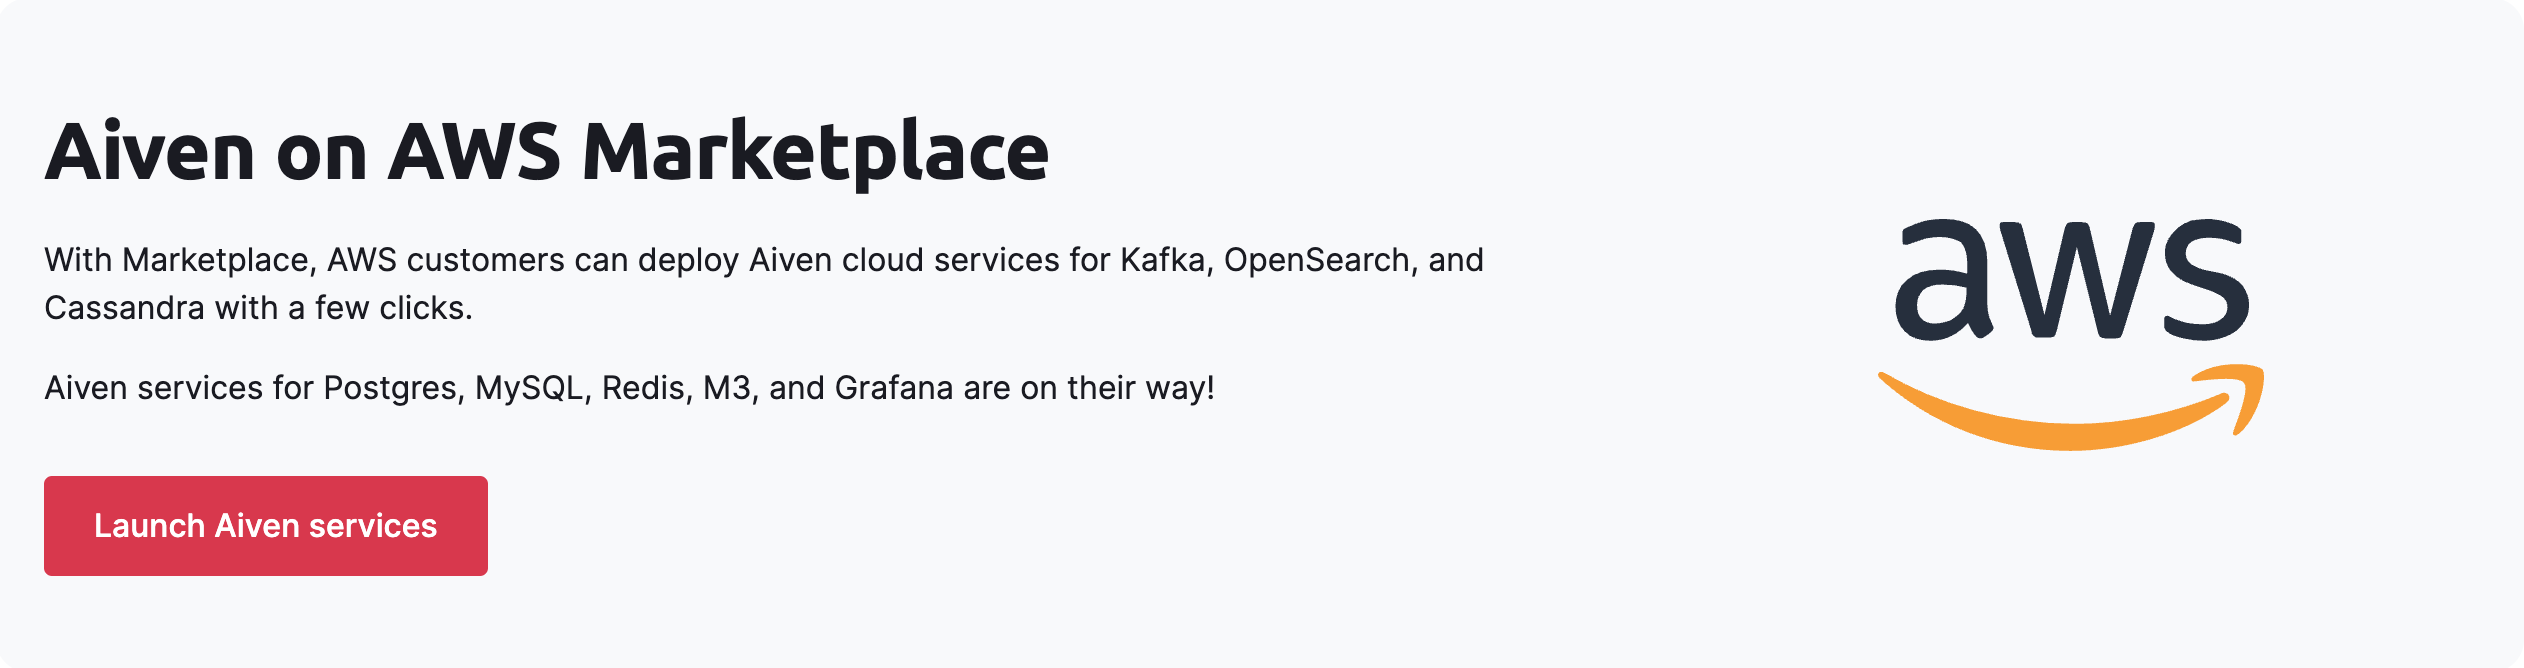 Aiven on AWS Marketplace
With Marketplace, AWS customers can deploy Aiven cloud services for Kafka, OpenSearch, and
Cassandra with a few clicks.
Aiven services for Postgres, MySQL, Redis, M3, and Grafana are on their way!
Launch Aiven services
aws